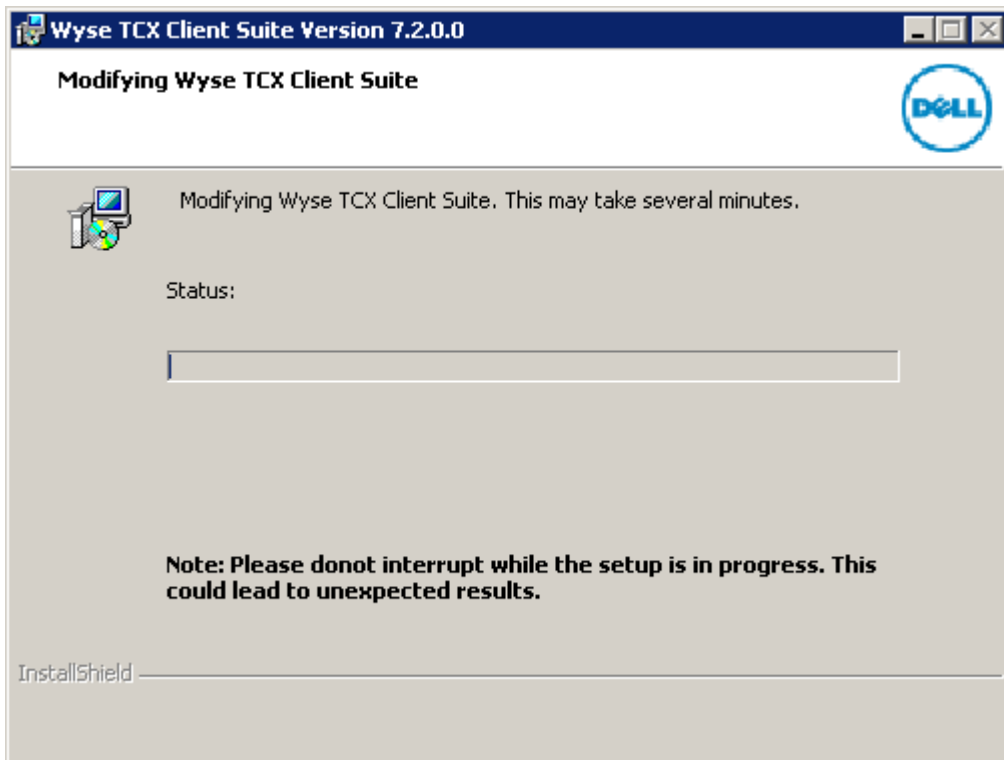 Wyse TCX Client Suite Version 7.2.0.0
Modifying Wyse TCX Client Suite
DELL
Modifying Wyse TCX Client Suite. This may take several minutes.
Status:
Note: Please donot interrupt while the setup is in progress. This
could lead to unexpected results.
InstallShield